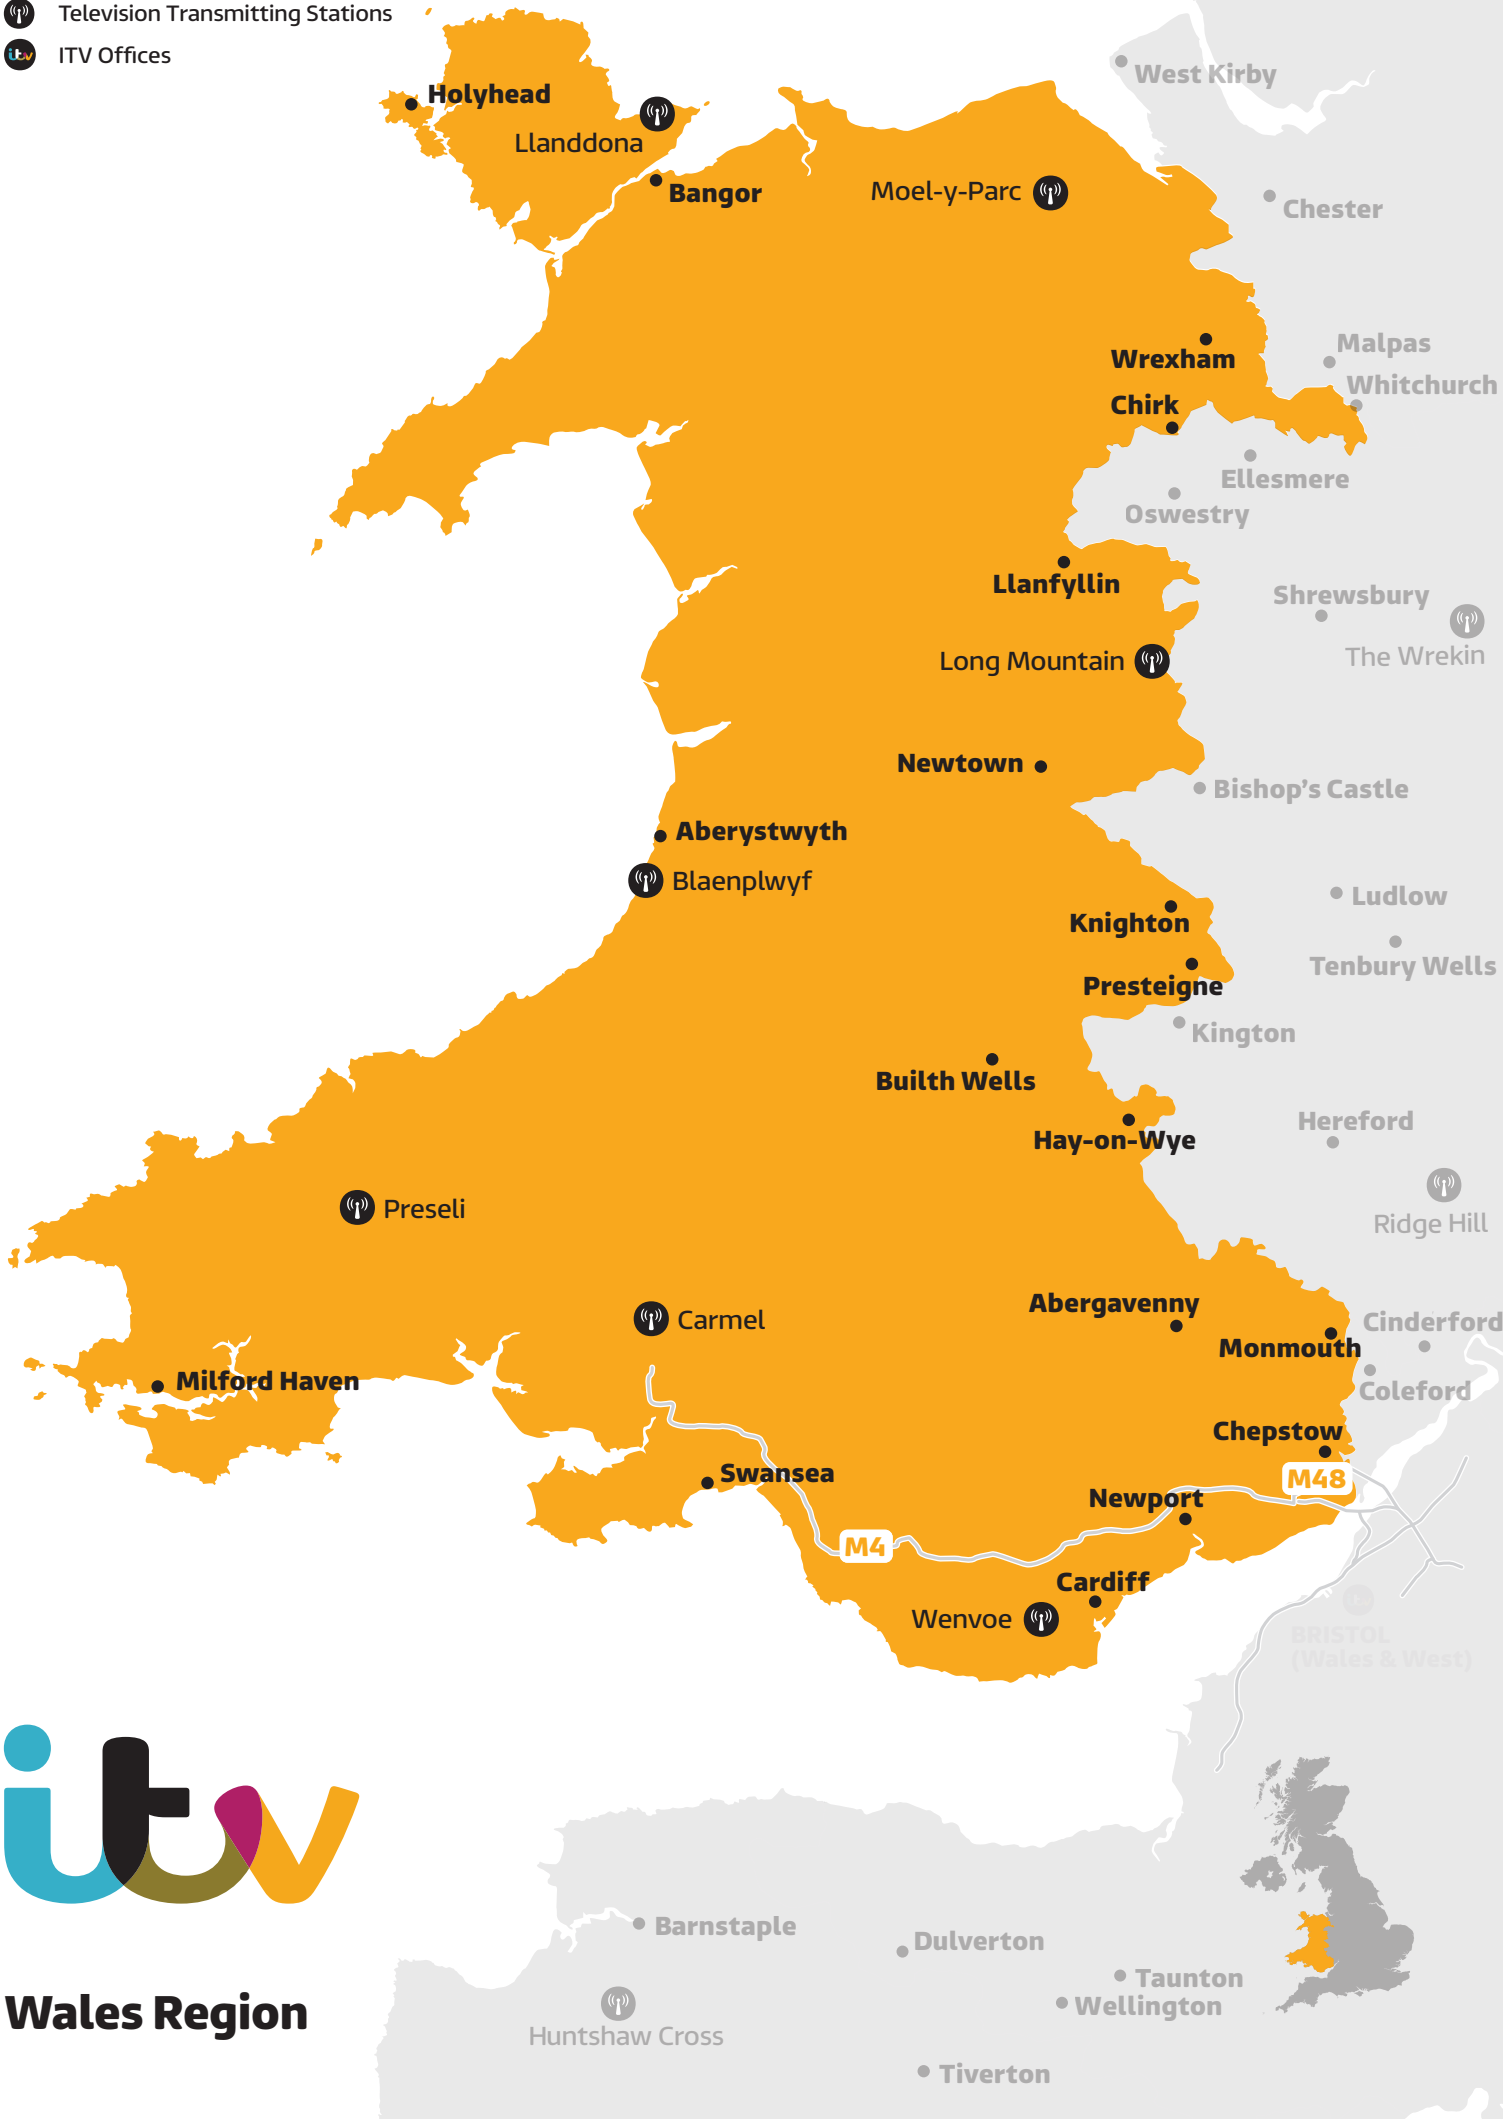 Television Transmitting Stations
itv
ITV Offices
West Kirby
Holyhead
Llanddona
Bangor
Moel-y-Parc
Chester
Wrexham
Malpas
Chirk
Whitchurch
Ellesmere
Oswestry
Llanfyllin
Shrewsbury
The Wrekin
Long Mountain
Newtown
Bishop’s Castle
Aberystwyth
Blaenplwyf
Ludlow
Knighton
Tenbury Wells
Presteigne
Kington
Builth Wells
Hereford
Hay-on-Wye
Preseli
Ridge Hill
Abergavenny
Carmel
Cinderford
Monmouth
Milford Haven
Coleford
Chepstow
Swansea
M48
Newport
M4
Cardiff
Wenvoe
BRISTOL
(Wales & West)
itv
Barnstaple
Dulverton
Taunton
Wellington
Wales Region
Huntshaw Cross
Tiverton